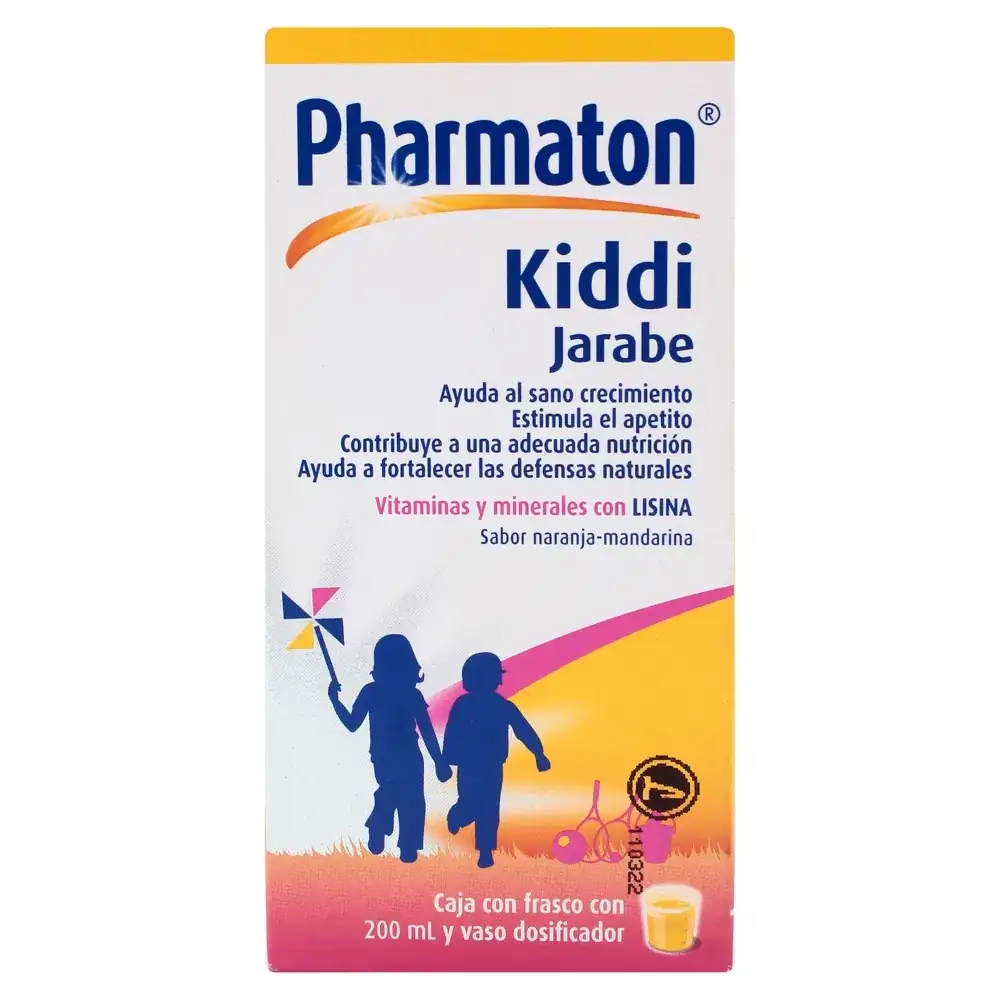 Pharmaton®
Kiddi
Jarabe
Ayuda al sano crecimiento
Estimula el apetito
Contribuye a una adecuada nutrición
Ayuda a fortalecer las defensas naturales
Vitaminas y minerales con LISINA
Sabor naranja-mandarina
110322
Caja con frasco con
200 mL y vaso dosificador